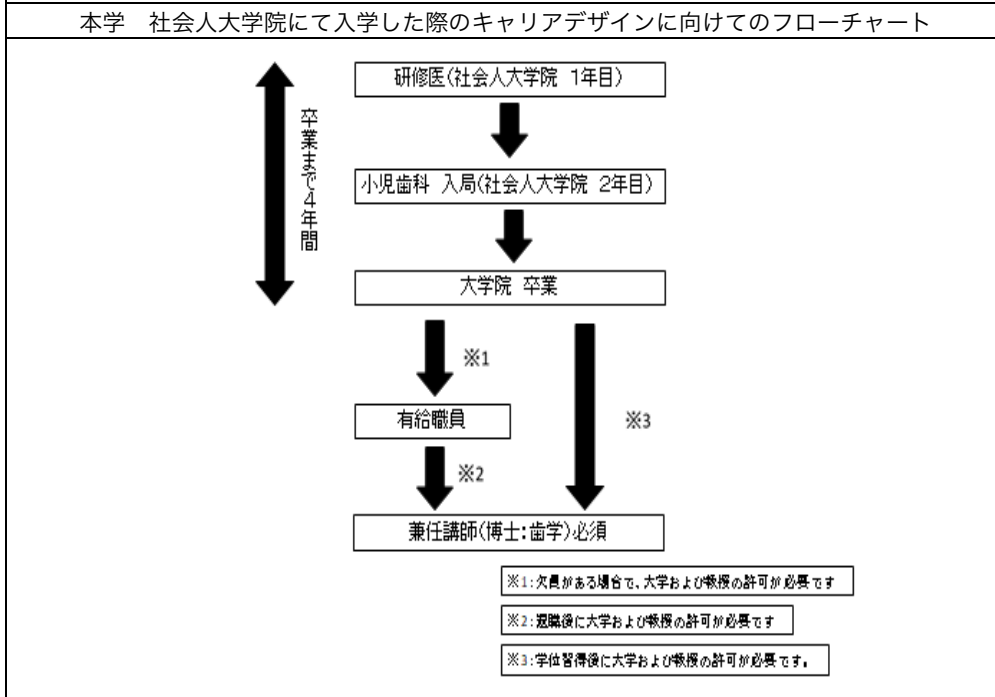 本学　社会人大学院にて入学した際のキャリアデザインに向けてのフローチャート
研修医(社会人大学院 1年目)
卒業まで4年間
小児歯科 入局(社会人大学院 2年目)
大学院 卒業
※1
有給職員
※3
※2
兼任講師(博士:歯学)必須
※1:欠員がある場合で、大学および教授の許可が必要です
※2:退職後に大学および教授の許可が必要です
※3:学位習得後に大学および教授の許可が必要です。